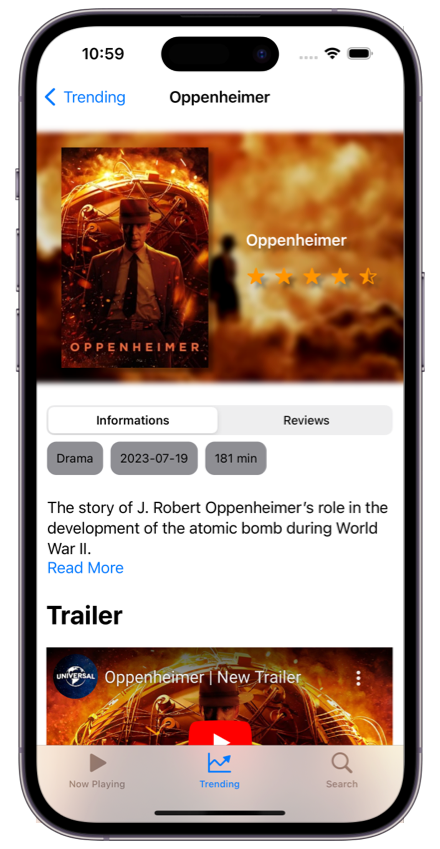 10:59
Trending
Oppenheimer
Oppenheimer
OPPENHEIMER
Informations
Reviews
Drama
2023-07-19
181 min
The story of J. Robert Oppenheimer's role in the
development of the atomic bomb during World
War II.
Read More
Trailer
UNIVERSAL
Oppenheimer | New Trailer
Now Playing
Trending
Search